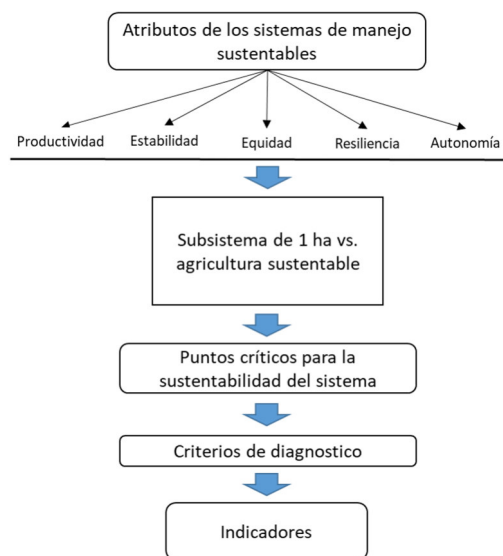 Atributos de los sistemas de manejo
sustentables
Productividad Estabilidad Equidad Resiliencia Autonomía
Subsistema de 1 ha vs.
agricultura sustentable
Puntos críticos para la
sustentabilidad del sistema
Criterios de diagnostico
Indicadores